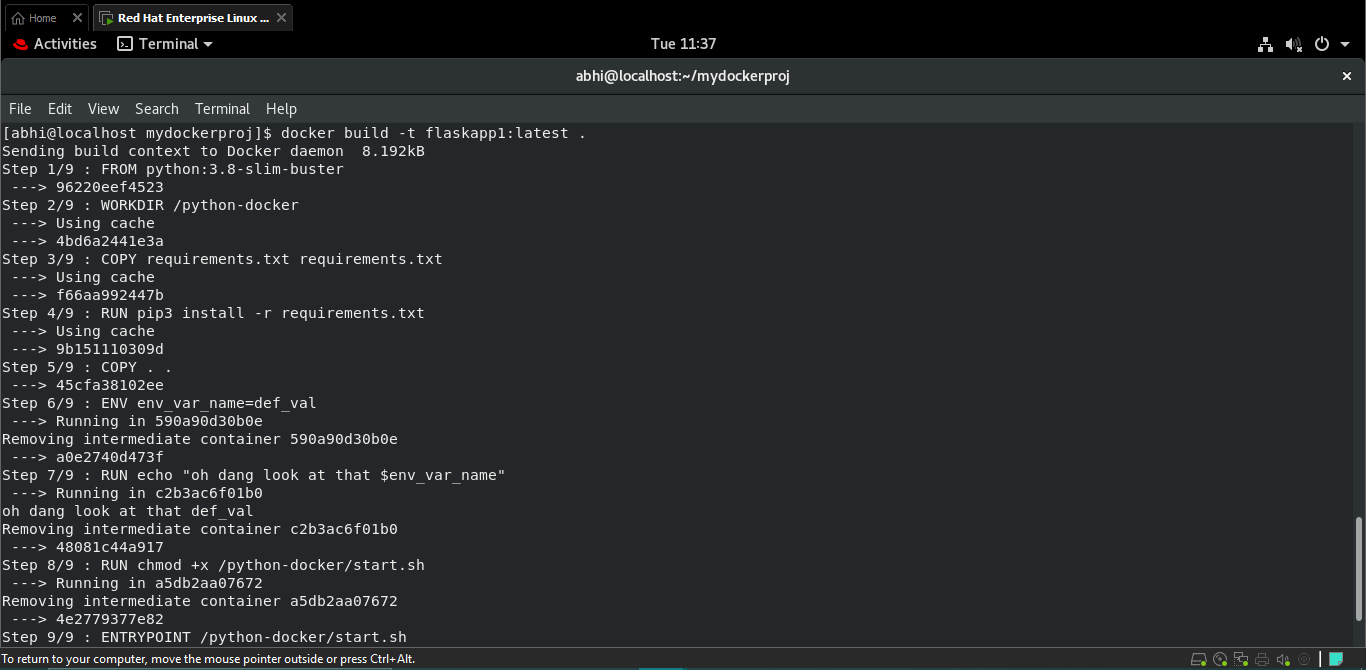 Home
Red Hat Enterprise Linux ...
Activities
Terminal
Tue 11:37
abhi@localhost:~/mydockerproj
File Edit View Search Terminal Help
[abhi@localhost mydockerproj]$ docker build -t flaskapp1:latest .
Sending build context to Docker daemon  8.192kB
Step 1/9 : FROM python:3.8-slim-buster
 ---> 96220eef4523
Step 2/9 : WORKDIR /python-docker
 ---> Using cache
 ---> 4bd6a2441e3a
Step 3/9 : COPY requirements.txt requirements.txt
 ---> Using cache
 ---> f66aa992447b
Step 4/9 : RUN pip3 install -r requirements.txt
 ---> Using cache
 ---> 9b151110309d
Step 5/9 : COPY . .
 ---> 45cfa38102ee
Step 6/9 : ENV env_var_name=def_val
 ---> Running in 590a90d30b0e
Removing intermediate container 590a90d30b0e
 ---> a0e2740d473f
Step 7/9 : RUN echo "oh dang look at that $env_var_name"
 ---> Running in c2b3ac6f01b0
oh dang look at that def_val
Removing intermediate container c2b3ac6f01b0
 ---> 48081c44a917
Step 8/9 : RUN chmod +x /python-docker/start.sh
 ---> Running in a5db2aa07672
Removing intermediate container a5db2aa07672
 ---> 4e2779377e82
Step 9/9 : ENTRYPOINT /python-docker/start.sh
To return to your computer, move the mouse pointer outside or press Ctrl+Alt.